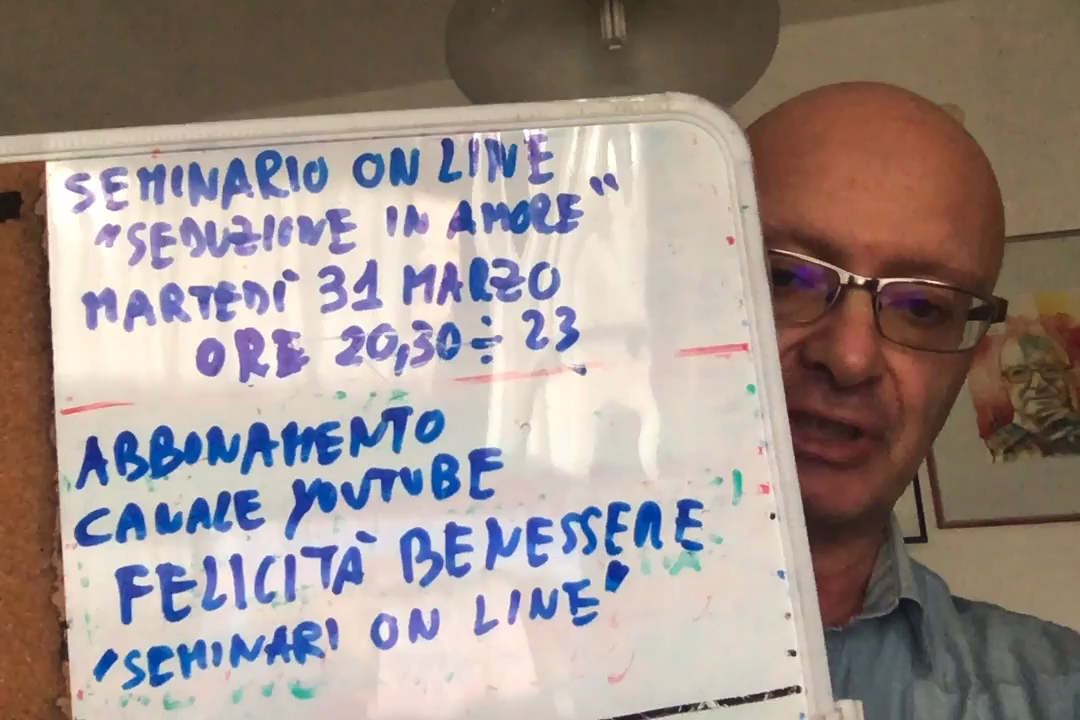 SEMINARIO ON LINE
"SEDUZIONE IN AMORE"
MARTEDÌ 31 MARZO
ORE 20,30÷23
ABBONAMENTO
CANALE YOUTUBE
FELICITÀ BENESSERE
"SEMINARI ON LINE"